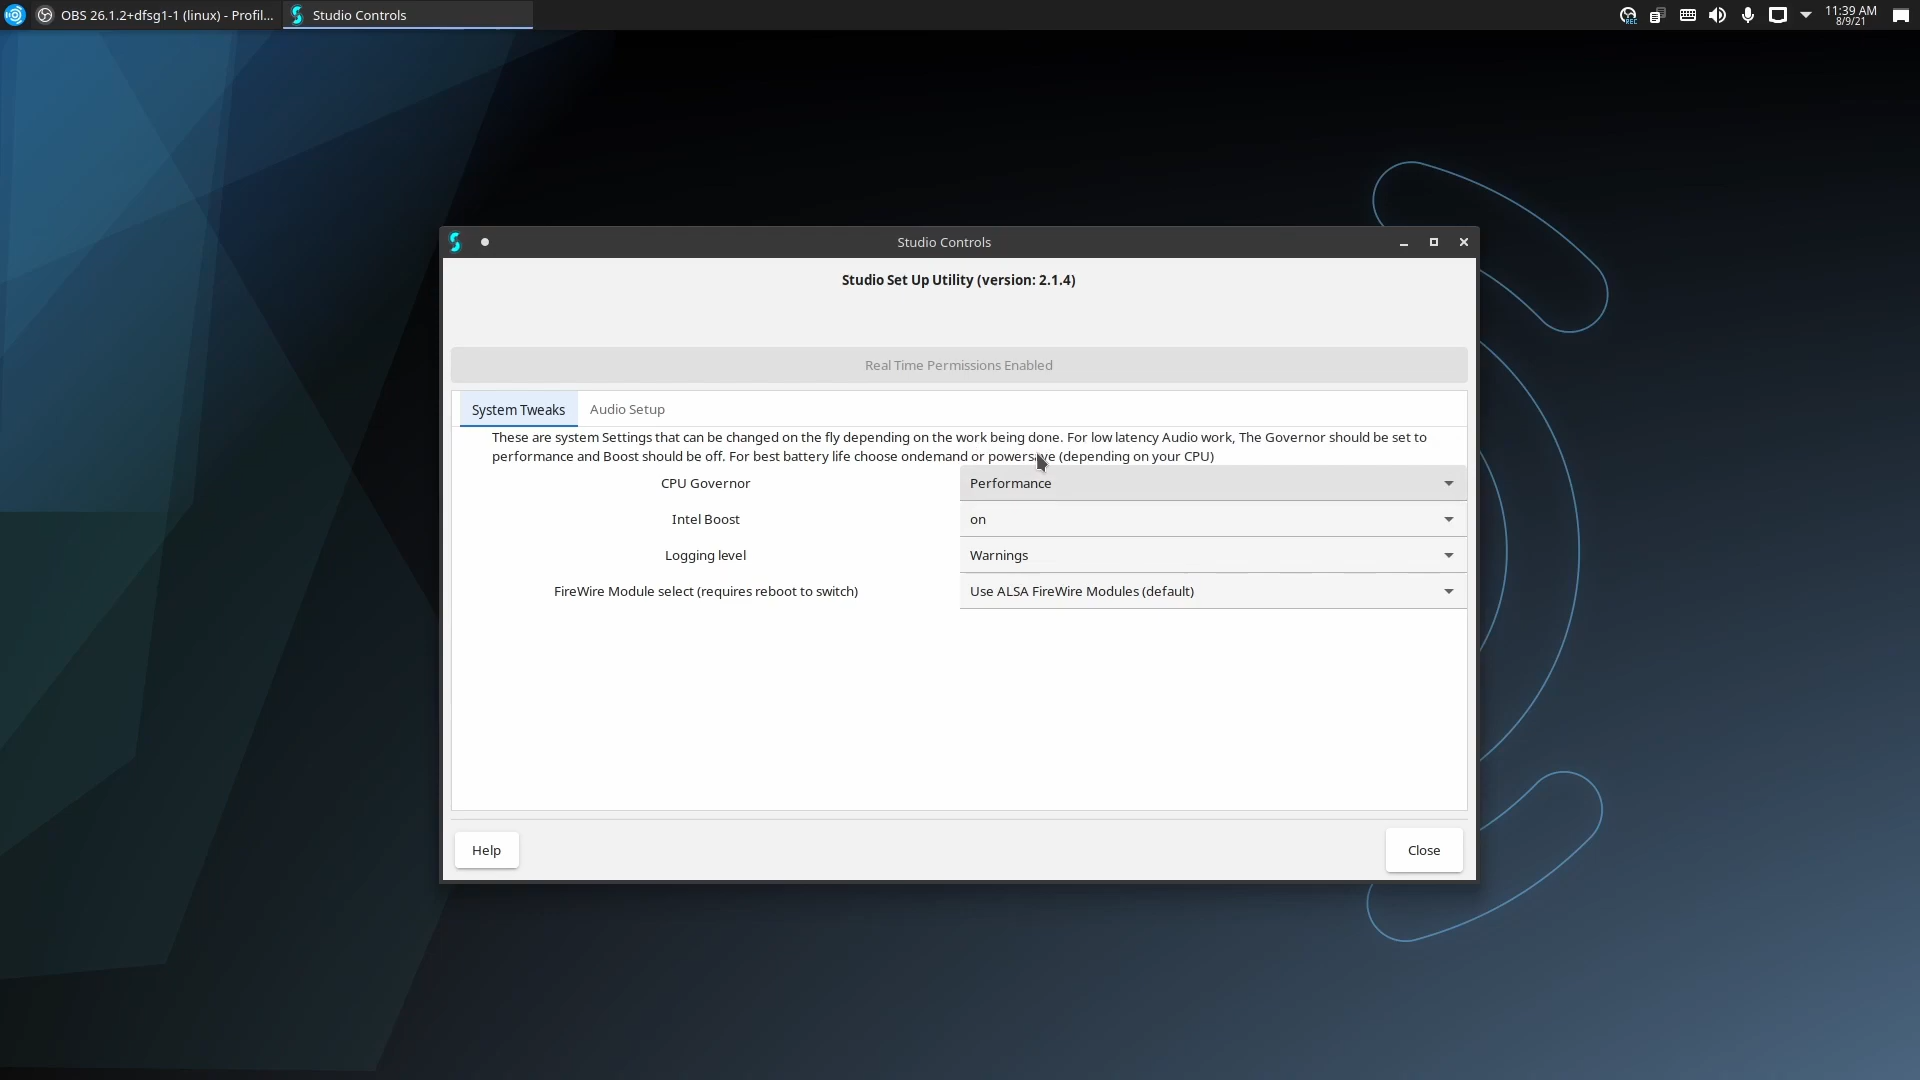 OBS 26.1.2+dfsg1-1 (linux) - Profil...
Studio Controls
REC
11:39 AM
8/9/21
Studio Controls
Studio Set Up Utility (version: 2.1.4)
Real Time Permissions Enabled
System Tweaks
Audio Setup
These are system Settings that can be changed on the fly depending on the work being done. For low latency Audio work, The Governor should be set to
performance and Boost should be off. For best battery life choose ondemand or powersave (depending on your CPU)
CPU Governor
Performance
Intel Boost
on
Logging level
Warnings
FireWire Module select (requires reboot to switch)
Use ALSA FireWire Modules (default)
Help
Close